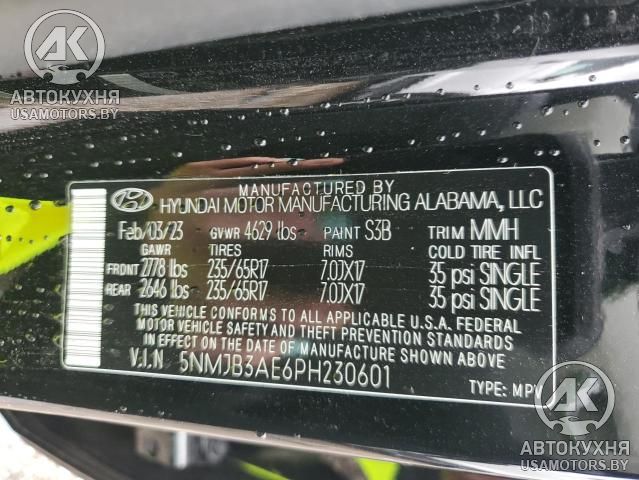 AK
АВТОКУХНЯ
USAMOTORS.BY
MANUFACTURED BY
HYUNDAI MOTOR MANUFACTURING ALABAMA, LLC
Feb/03/23 GVWR 4629 lbs PAINT S3B TRIM MMH
GAWR TIRES RIMS COLD TIRE INFL
FRONT 2778 lbs 235/65R17 7.0JX17 35 psi SINGLE
REAR 2646 lbs 235/65R17 7.0JX17 35 psi SINGLE
THIS VEHICLE CONFORMS TO ALL APPLICABLE U.S.A. FEDERAL
MOTOR VEHICLE SAFETY AND THEFT PREVENTION STANDARDS
IN EFFECT ON THE DATE OF MANUFACTURE SHOWN ABOVE.
V.I.N 5NMJB3AE6PH230601
TYPE: MPV
AK
АВТОКУХНЯ
USAMOTORS.BY